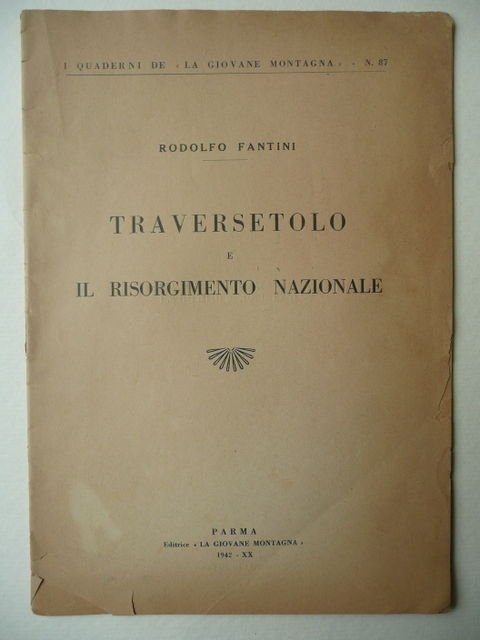 I QUADERNI DE « LA GIOVANE MONTAGNA » - N. 87
RODOLFO FANTINI
TRAVERSETOLO
E
IL RISORGIMENTO NAZIONALE
PARMA
Editrice « LA GIOVANE MONTAGNA »
1942 - XX